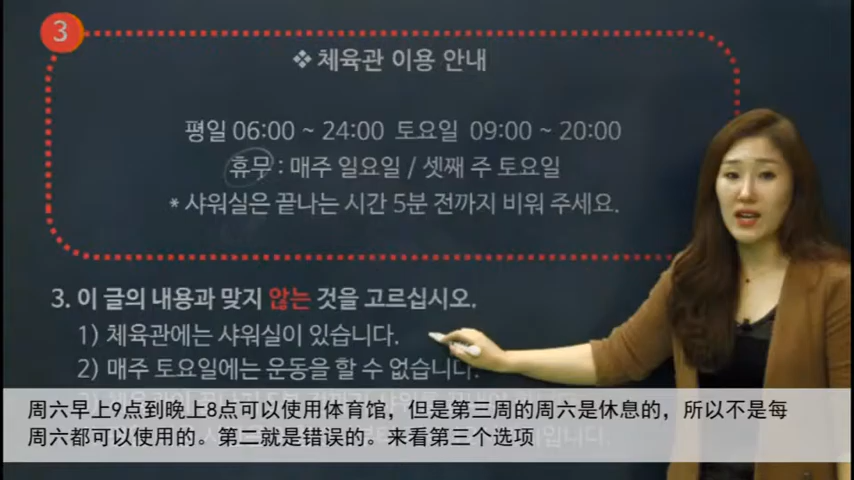 3
❖ 체육관 이용 안내
평일 06:00 ~ 24:00 토요일 09:00 ~ 20:00
휴무 : 매주 일요일 / 셋째 주 토요일
* 샤워실은 끝나는 시간 5분 전까지 비워 주세요.
3. 이 글의 내용과 맞지 않는 것을 고르십시오.
1) 체육관에는 샤워실이 있습니다.
2) 매주 토요일에는 운동을 할 수 없습니다.
周六早上9点到晚上8点可以使用体育馆，但是第三周的周六是休息的，所以不是每
周六都可以使用的。第二就是错误的。来看第三个选项